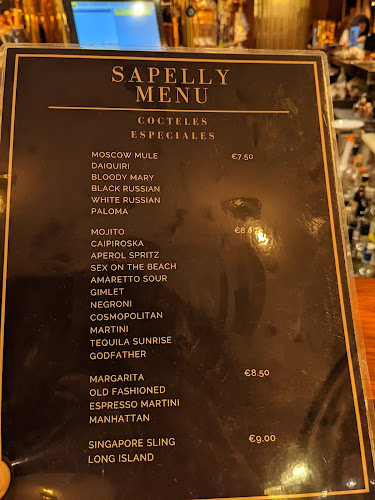 SAPELLY
MENU
COCTELES
ESPECIALES
MOSCOW MULE €7.50
DAIQUIRI
BLOODY MARY
BLACK RUSSIAN
WHITE RUSSIAN
PALOMA
MOJITO €8.00
CAIPIROSKA
APEROL SPRITZ
SEX ON THE BEACH
AMARETTO SOUR
GIMLET
NEGRONI
COSMOPOLITAN
MARTINI
TEQUILA SUNRISE
GODFATHER
MARGARITA €8.50
OLD FASHIONED
ESPRESSO MARTINI
MANHATTAN
SINGAPORE SLING €9.00
LONG ISLAND